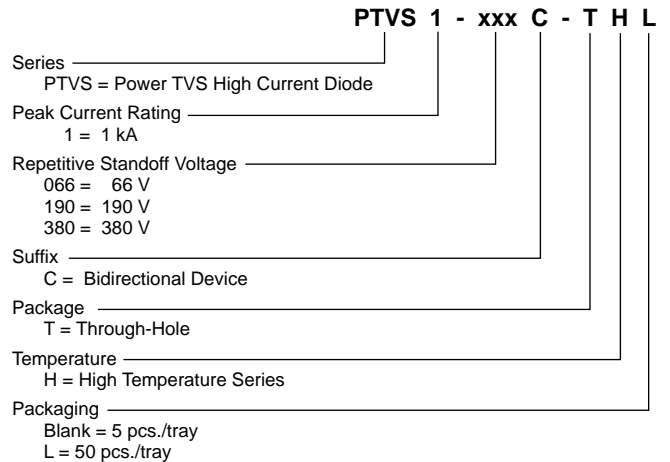 PTVS 1 - xxx C - T H L
Series
PTVS = Power TVS High Current Diode
Peak Current Rating
1 = 1 kA
Repetitive Standoff Voltage
066 = 66 V
190 = 190 V
380 = 380 V
Suffix
C = Bidirectional Device
Package
T = Through-Hole
Temperature
H = High Temperature Series
Packaging
Blank = 5 pcs./tray
L = 50 pcs./tray